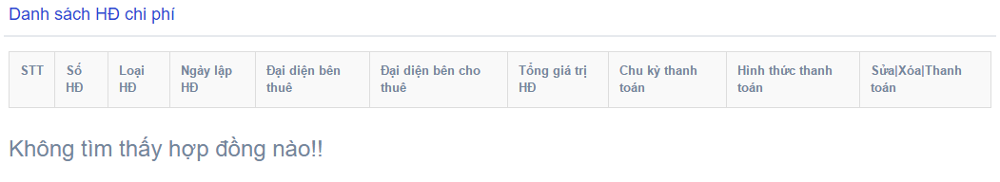 Danh sách HĐ chi phí
STT
Số
HĐ
Loại
HĐ
Ngày lập
HĐ
Đại diện bên
thuê
Đại diện bên cho
thuê
Tổng giá trị
HĐ
Chu kỳ thanh
toán
Hình thức thanh
toán
Sửa|Xóa|Thanh
toán
Không tìm thấy hợp đồng nào!!